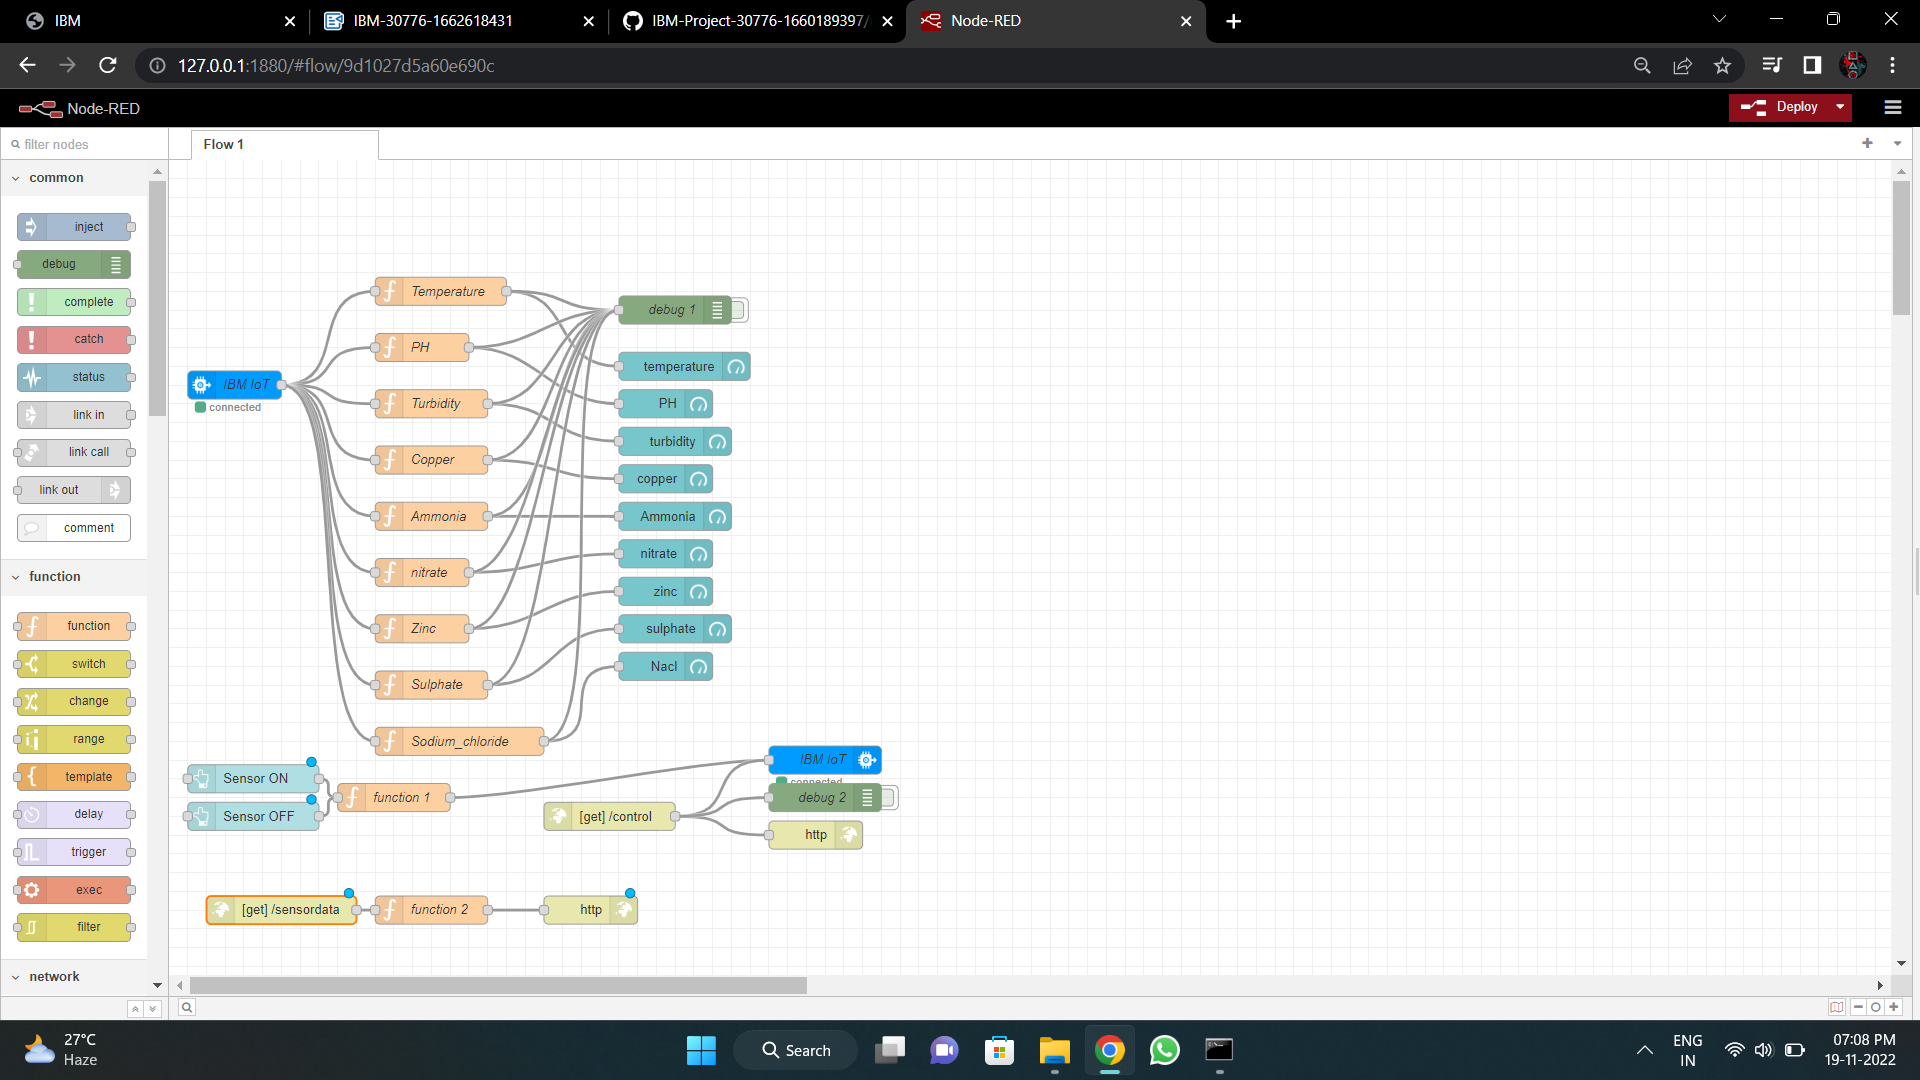 IBM
IBM-30776-1662618431
IBM-Project-30776-1660189397/
Node-RED
127.0.0.1:1880/#flow/9d1027d5a60e690c
Node-RED
Deploy
filter nodes
Flow 1
common
inject
debug
complete
catch
status
link in
link call
link out
comment
function
function
switch
change
range
template
delay
trigger
exec
filter
network
IBM IoT
connected
Temperature
PH
Turbidity
Copper
Ammonia
nitrate
Zinc
Sulphate
Sodium_chloride
debug 1
temperature
PH
turbidity
copper
Ammonia
nitrate
zinc
sulphate
Nacl
Sensor ON
Sensor OFF
function 1
[get] /control
IBM IoT
connected
debug 2
http
[get] /sensordata
function 2
http
27°C
Haze
Search
ENG
IN
07:08 PM
19-11-2022